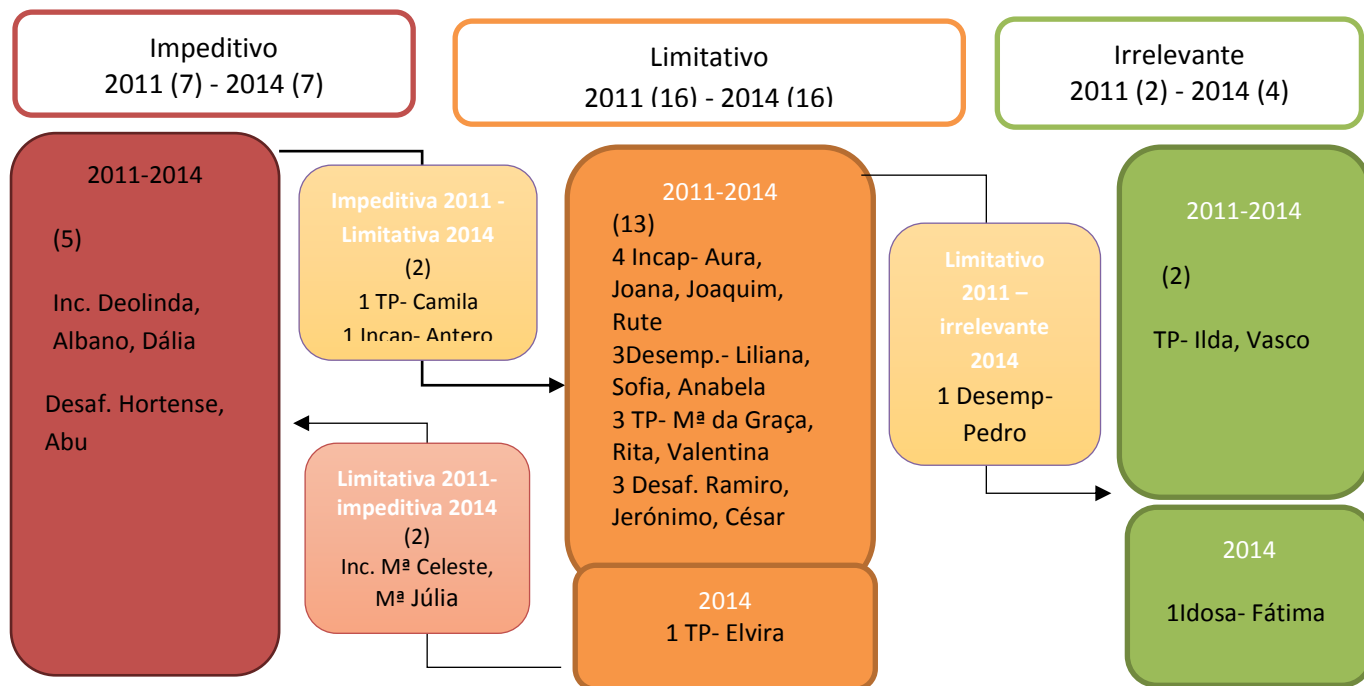 Impeditivo
2011 (7) - 2014 (7)
Limitativo
2011 (16) - 2014 (16)
Irrelevante
2011 (2) - 2014 (4)
2011-2014
(5)
Inc. Deolinda,
Albano, Dália
Desaf. Hortense,
Abu
Impeditiva 2011 -
Limitativa 2014
(2)
1 TP- Camila
1 Incap- Antero
Limitativa 2011-
impeditiva 2014
(2)
Inc. Mª Celeste,
Mª Júlia
2011-2014
(13)
4 Incap- Aura,
Joana, Joaquim,
Rute
3Desemp.- Liliana,
Sofia, Anabela
3 TP- Mª da Graça,
Rita, Valentina
3 Desaf. Ramiro,
Jerónimo, César
2014
1 TP- Elvira
Limitativo
2011 –
irrelevante
2014
1 Desemp-
Pedro
2011-2014
(2)
TP- Ilda, Vasco
2014
1Idosa- Fátima